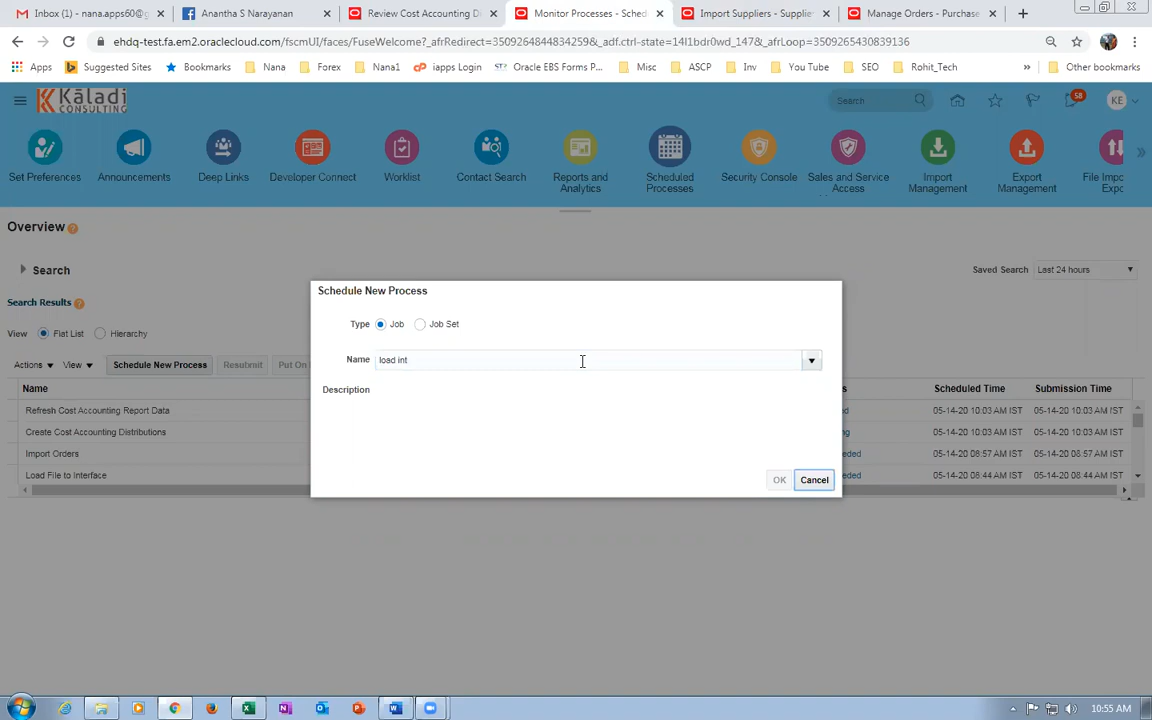 Inbox (1) - nana.apps60@g
Anantha S Narayanan
Review Cost Accounting D
Monitor Processes - Sched
Import Suppliers - Supplie
Manage Orders - Purchase
ehdq-test.fa.em2.oraclecloud.com/fscmUI/faces/FuseWelcome?_afrRedirect=3509264844834259&_adf.ctrl-state=14l1bdr0wd_147&_afrLoop=3509265430839136
Apps
Suggested Sites
Bookmarks
Nana
Forex
Nana1
iapps Login
Oracle EBS Forms P...
Misc
ASCP
Inv
You Tube
SEO
Rohit_Tech
»
Other bookmarks
Kāladi
CONSULTING
Search
58
KE
Set Preferences
Announcements
Deep Links
Developer Connect
Worklist
Contact Search
Reports and
Analytics
Scheduled
Processes
Security Console
Sales and Service
Access
Import
Management
Export
Management
File Impo
Expo
Overview
Search
Saved Search
Last 24 hours
Search Results
View
Flat List
Hierarchy
Actions
View
Schedule New Process
Resubmit
Put On
Name
s
Scheduled Time
Submission Time
Refresh Cost Accounting Report Data
ed
05-14-20 10:03 AM IST
05-14-20 10:03 AM IST
Create Cost Accounting Distributions
ng
05-14-20 10:03 AM IST
05-14-20 10:03 AM IST
Import Orders
eded
05-14-20 08:57 AM IST
05-14-20 08:57 AM IST
Load File to Interface
eded
05-14-20 08:44 AM IST
05-14-20 08:44 AM IST
Schedule New Process
Type
Job
Job Set
Name
load int
Description
OK
Cancel
10:55 AM